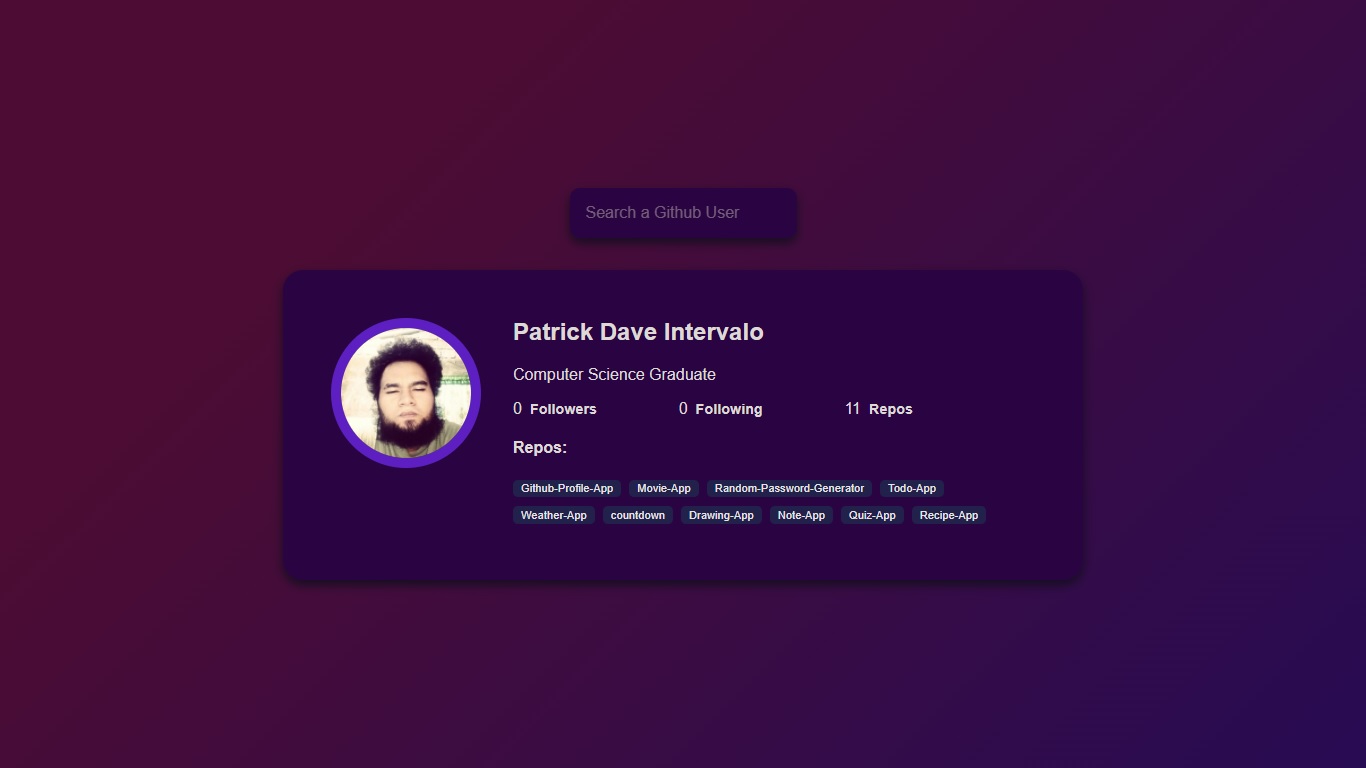 Search a Github User
Patrick Dave Intervalo
Computer Science Graduate
0 Followers 0 Following 11 Repos
Repos:
Github-Profile-App Movie-App Random-Password-Generator Todo-App
Weather-App countdown Drawing-App Note-App Quiz-App Recipe-App